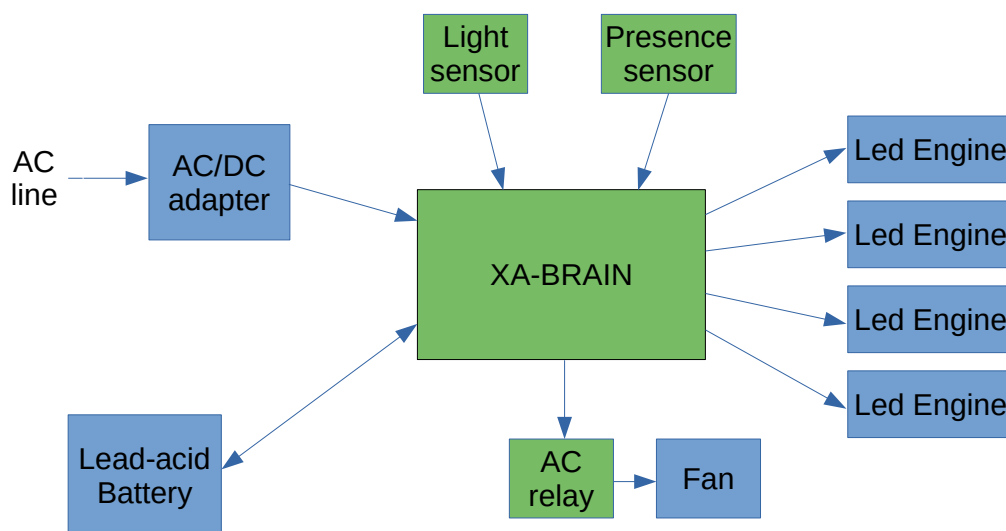 Light
sensor
Presence
sensor
AC
line
AC/DC
adapter
Led Engine
Led Engine
XA-BRAIN
Led Engine
Led Engine
Lead-acid
Battery
AC
relay
Fan